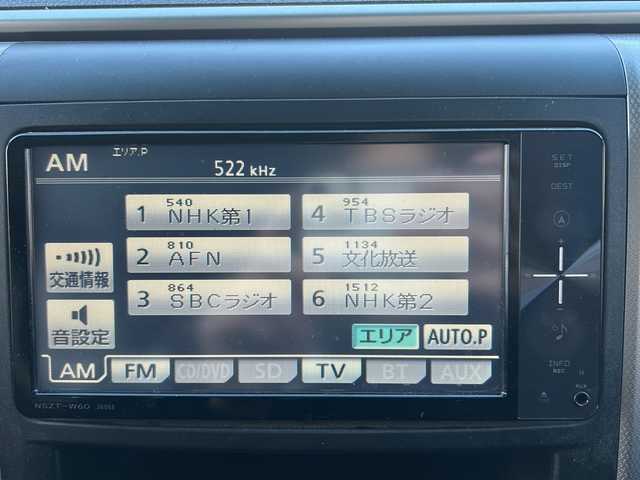 AM エリア.P 522 kHz
540
1 NHK第1
954
4 TBSラジオ
810
2 AFN
1134
5 文化放送
864
3 SBCラジオ
1512
6 NHK第2
交通情報
音設定
エリア AUTO.P
AM FM CD/DVD SD TV BT AUX
NSZT-W60
SET
DISP
DEST
A
+
−
INFO
REC
AUX